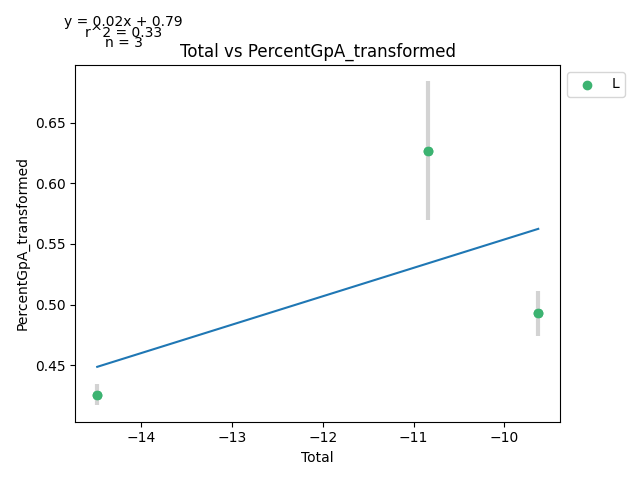 y = 0.02x + 0.79
r^2 = 0.33
n = 3
Total vs PercentGpA_transformed
L
PercentGpA_transformed
0.65
0.60
0.55
0.50
0.45
−14
−13
−12
−11
−10
Total